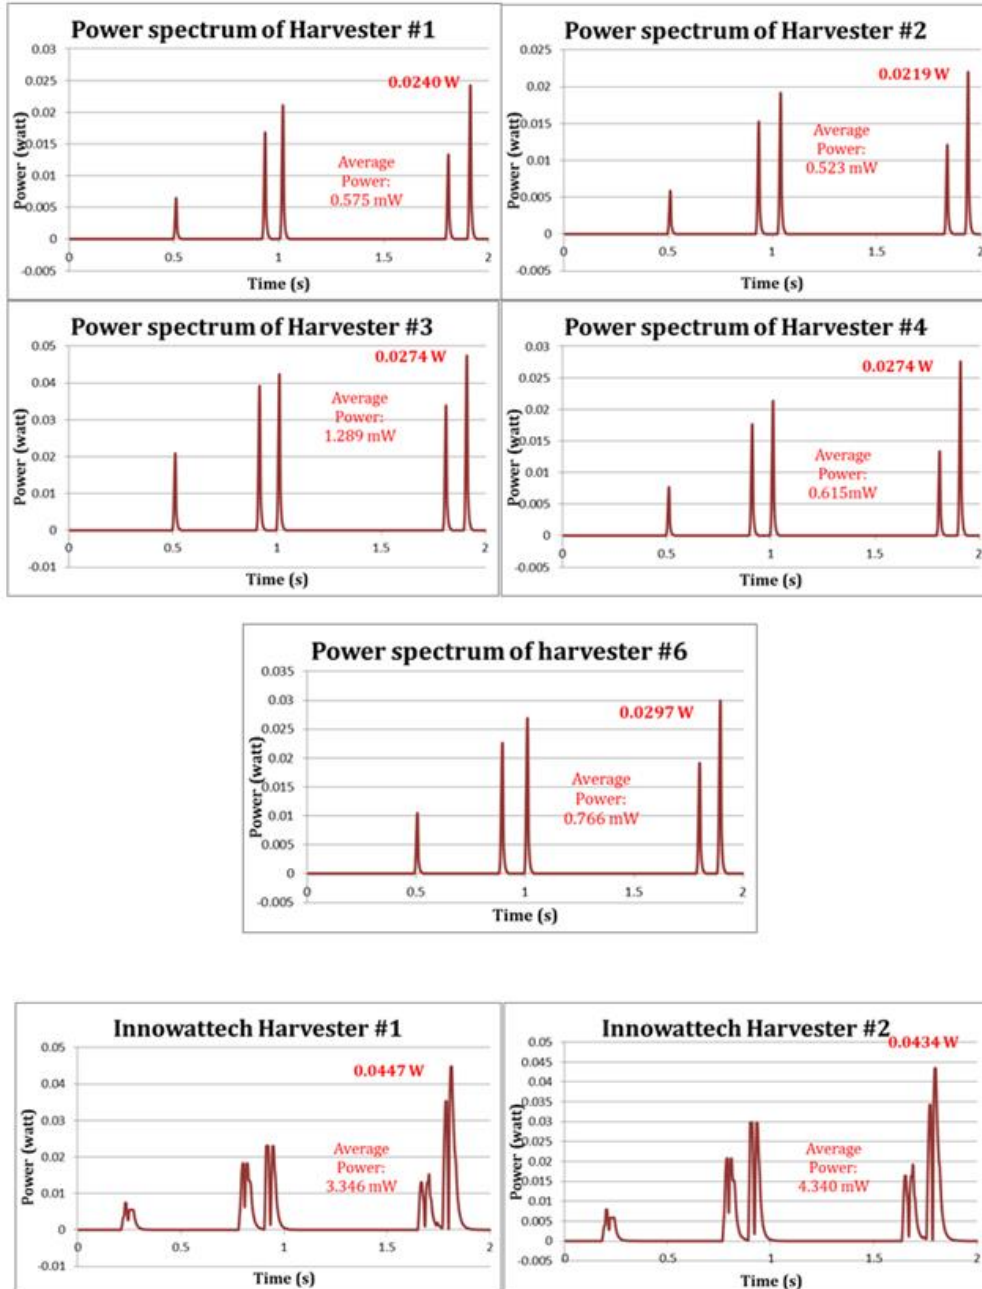 Power spectrum of Harvester #1
0.03
0.025
0.02
0.015
0.01
0.005
0
-0.005
Power (watt)
0.0240 W
Average
Power:
0.575 mW
0 0.5 1 1.5 2
Time (s)
Power spectrum of Harvester #2
0.025
0.02
0.015
0.01
0.005
0
-0.005
Power (watt)
0.0219 W
Average
Power:
0.523 mW
0 0.5 1 1.5 2
Time (s)
Power spectrum of Harvester #3
0.05
0.04
0.03
0.02
0.01
0
-0.01
Power (watt)
0.0274 W
Average
Power:
1.289 mW
0 0.5 1 1.5 2
Time (s)
Power spectrum of Harvester #4
0.03
0.025
0.02
0.015
0.01
0.005
0
-0.005
Power (watt)
0.0274 W
Average
Power:
0.615mW
0 0.5 1 1.5 2
Time (s)
Power spectrum of harvester #6
0.035
0.03
0.025
0.02
0.015
0.01
0.005
0
-0.005
Power (watt)
0.0297 W
Average
Power:
0.766 mW
0 0.5 1 1.5 2
Time (s)
Innowattech Harvester #1
0.05
0.04
0.03
0.02
0.01
0
-0.01
Power (watt)
0.0447 W
Average
Power:
3.346 mW
0 0.5 1 1.5 2
Time (s)
Innowattech Harvester #2
0.05
0.045
0.04
0.035
0.03
0.025
0.02
0.015
0.01
0.005
0
-0.005
Power (watt)
0.0434 W
Average
Power:
4.340 mW
0 0.5 1 1.5 2
Time (s)